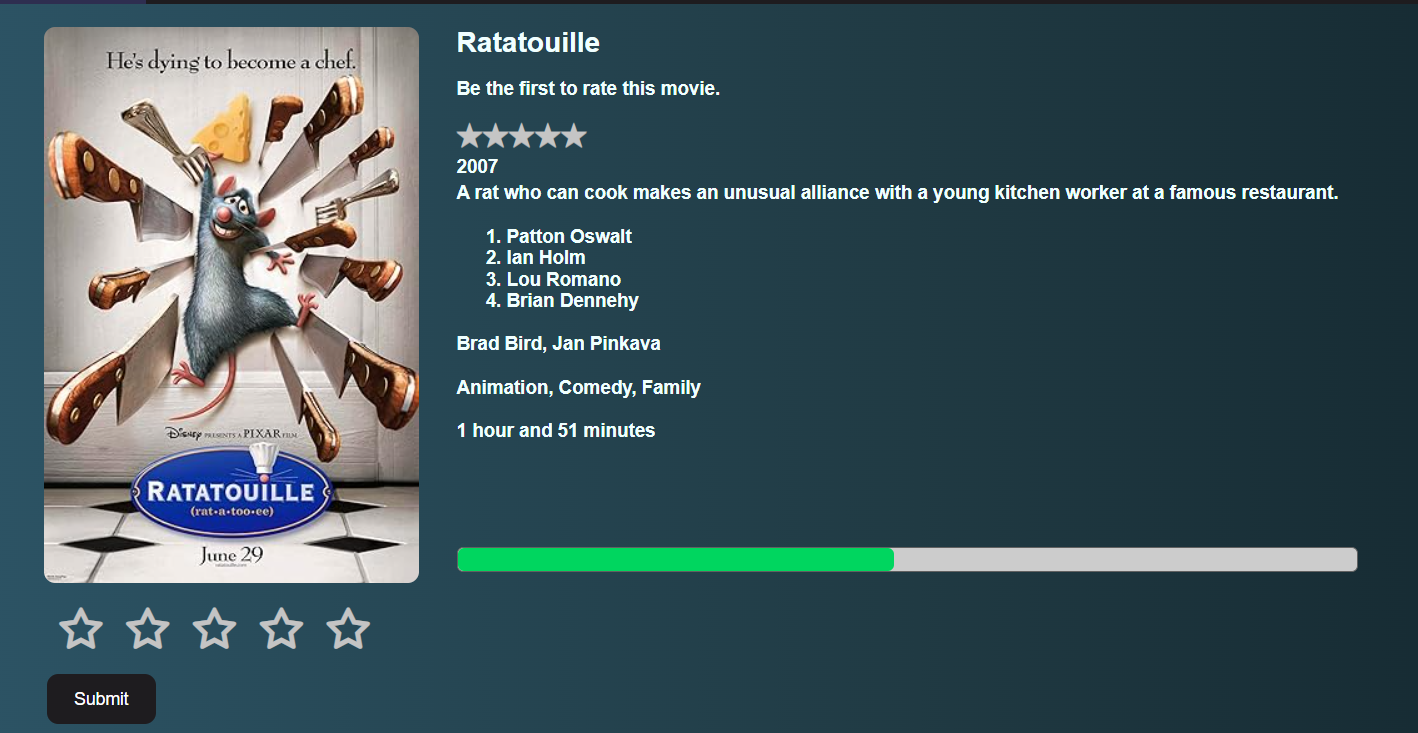 He's dying to become a chef.
DISNEY PRESENTS A PIXAR FILM
RATATOUILLE
(rat•a•too•ee)
June 29
Submit
Ratatouille
Be the first to rate this movie.
2007
A rat who can cook makes an unusual alliance with a young kitchen worker at a famous restaurant.
1. Patton Oswalt
2. Ian Holm
3. Lou Romano
4. Brian Dennehy
Brad Bird, Jan Pinkava
Animation, Comedy, Family
1 hour and 51 minutes